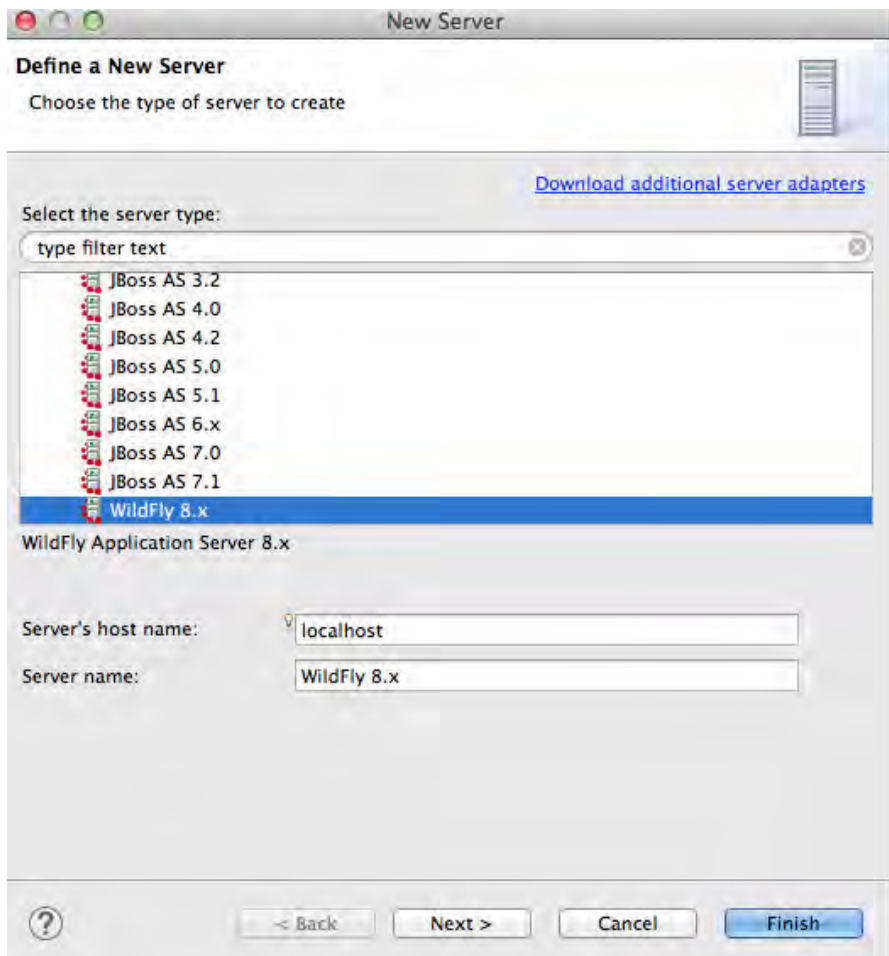 New Server
Define a New Server
Choose the type of server to create
Download additional server adapters
Select the server type:
type filter text
JBoss AS 3.2
JBoss AS 4.0
JBoss AS 4.2
JBoss AS 5.0
JBoss AS 5.1
JBoss AS 6.x
JBoss AS 7.0
JBoss AS 7.1
WildFly 8.x
WildFly Application Server 8.x
Server's host name: localhost
Server name: WildFly 8.x
? < Back Next > Cancel Finish